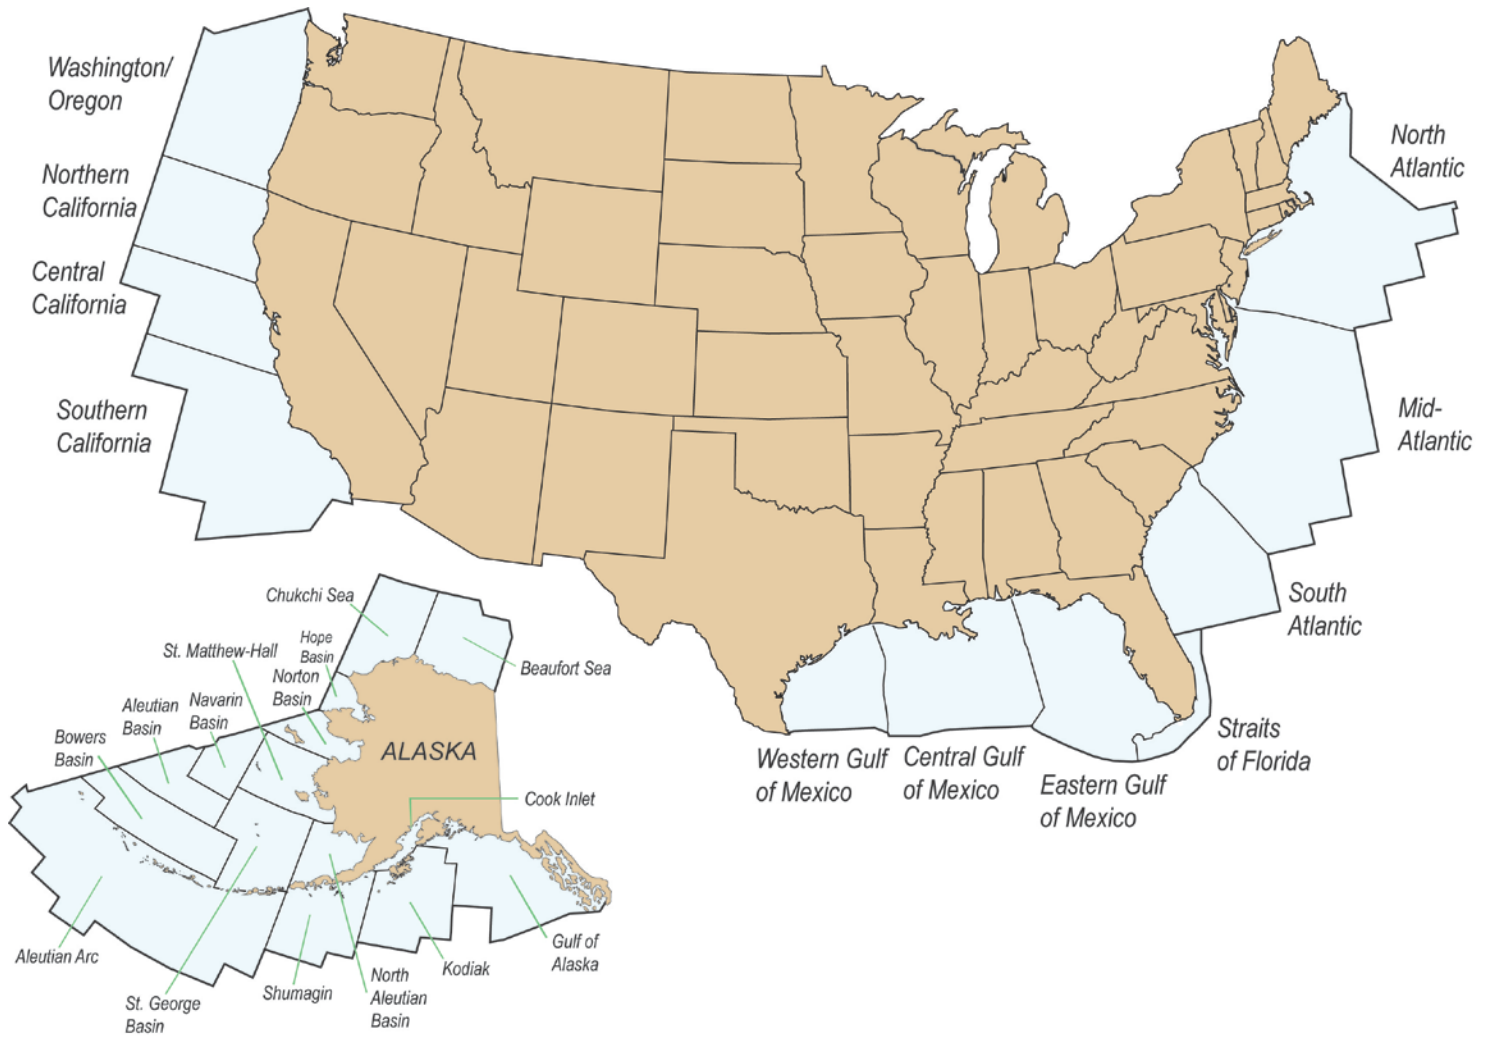 Washington/
Oregon
Northern
California
Central
California
Southern
California
North
Atlantic
Mid-
Atlantic
South
Atlantic
Straits
of Florida
Western Gulf
of Mexico
Central Gulf
of Mexico
Eastern Gulf
of Mexico
Chukchi Sea
Hope
Basin
St. Matthew-Hall
Norton
Basin
Beaufort Sea
Navarin
Basin
Aleutian
Basin
Bowers
Basin
ALASKA
Cook Inlet
Aleutian Arc
St. George
Basin
Shumagin
North
Aleutian
Basin
Kodiak
Gulf of
Alaska